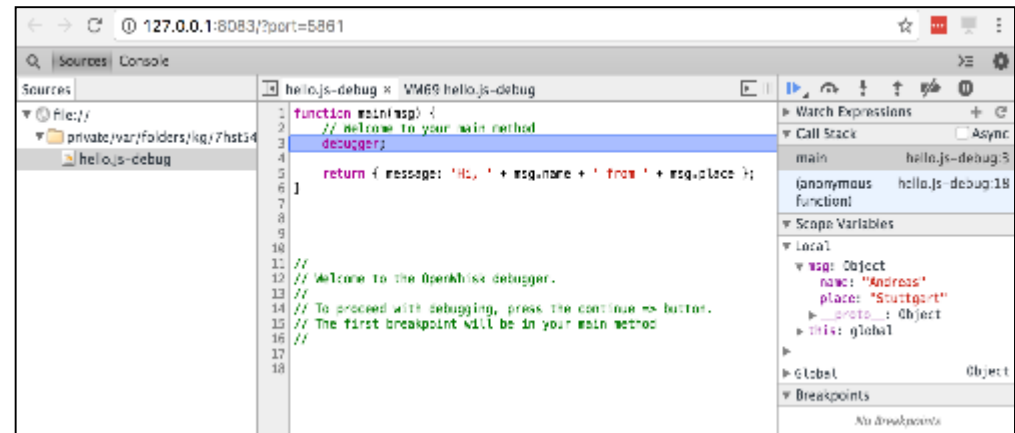 127.0.0.1:8083/?port=5861
Sources Console
Sources
file://
private/var/folders/kg/7hst54
hello.js-debug
hello.js-debug × VM69 hello.js-debug
1 function main(msg) {
2 // Welcome to your main method
3 debugger;
4
5 return { message: 'Hi, ' + msg.name + ' from ' + msg.place };
6 }
7
8
9
10
11 //
12 // Welcome to the OpenWhisk debugger.
13 //
14 // To proceed with debugging, press the continue => button.
15 // The first breakpoint will be in your main method
16 //
17
18
Watch Expressions
Call Stack Async
main hello.js-debug:3
(anonymous function) hello.js-debug:18
Scope Variables
Local
msg: Object
name: "Andreas"
place: "Stuttgart"
__proto__: Object
this: global
Global Object
Breakpoints
No Breakpoints